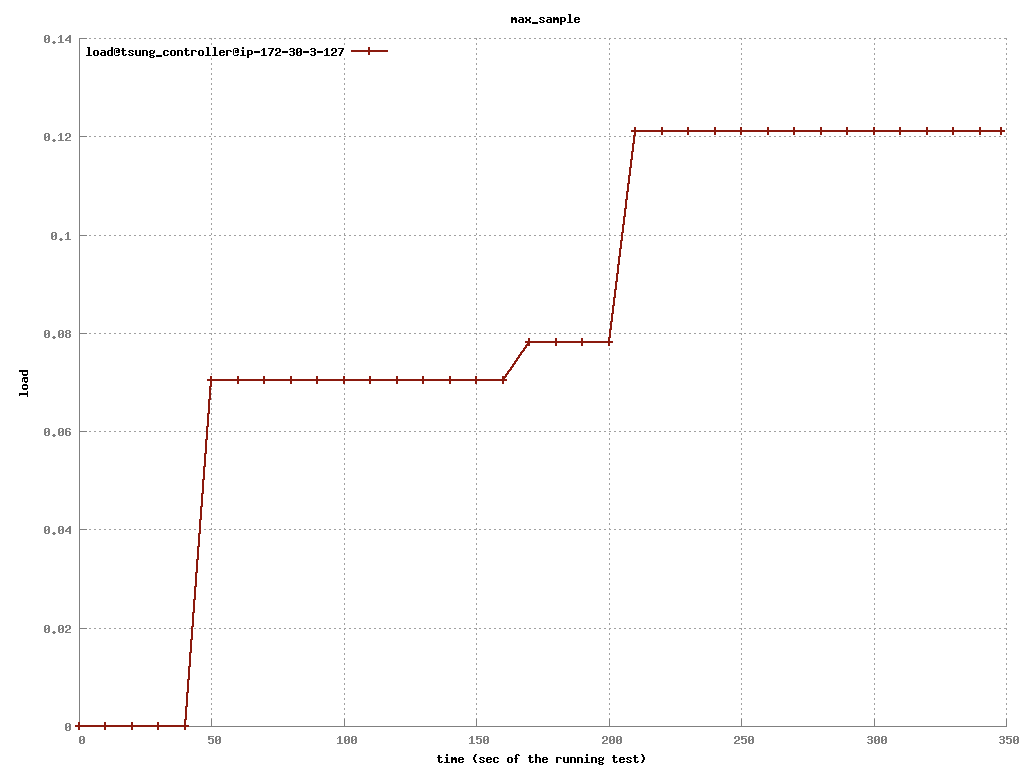 max_sample
load@tsung_controller@ip-172-30-3-127
0.14
0.12
0.1
0.08
0.06
0.04
0.02
0
load
0 50 100 150 200 250 300 350
time (sec of the running test)